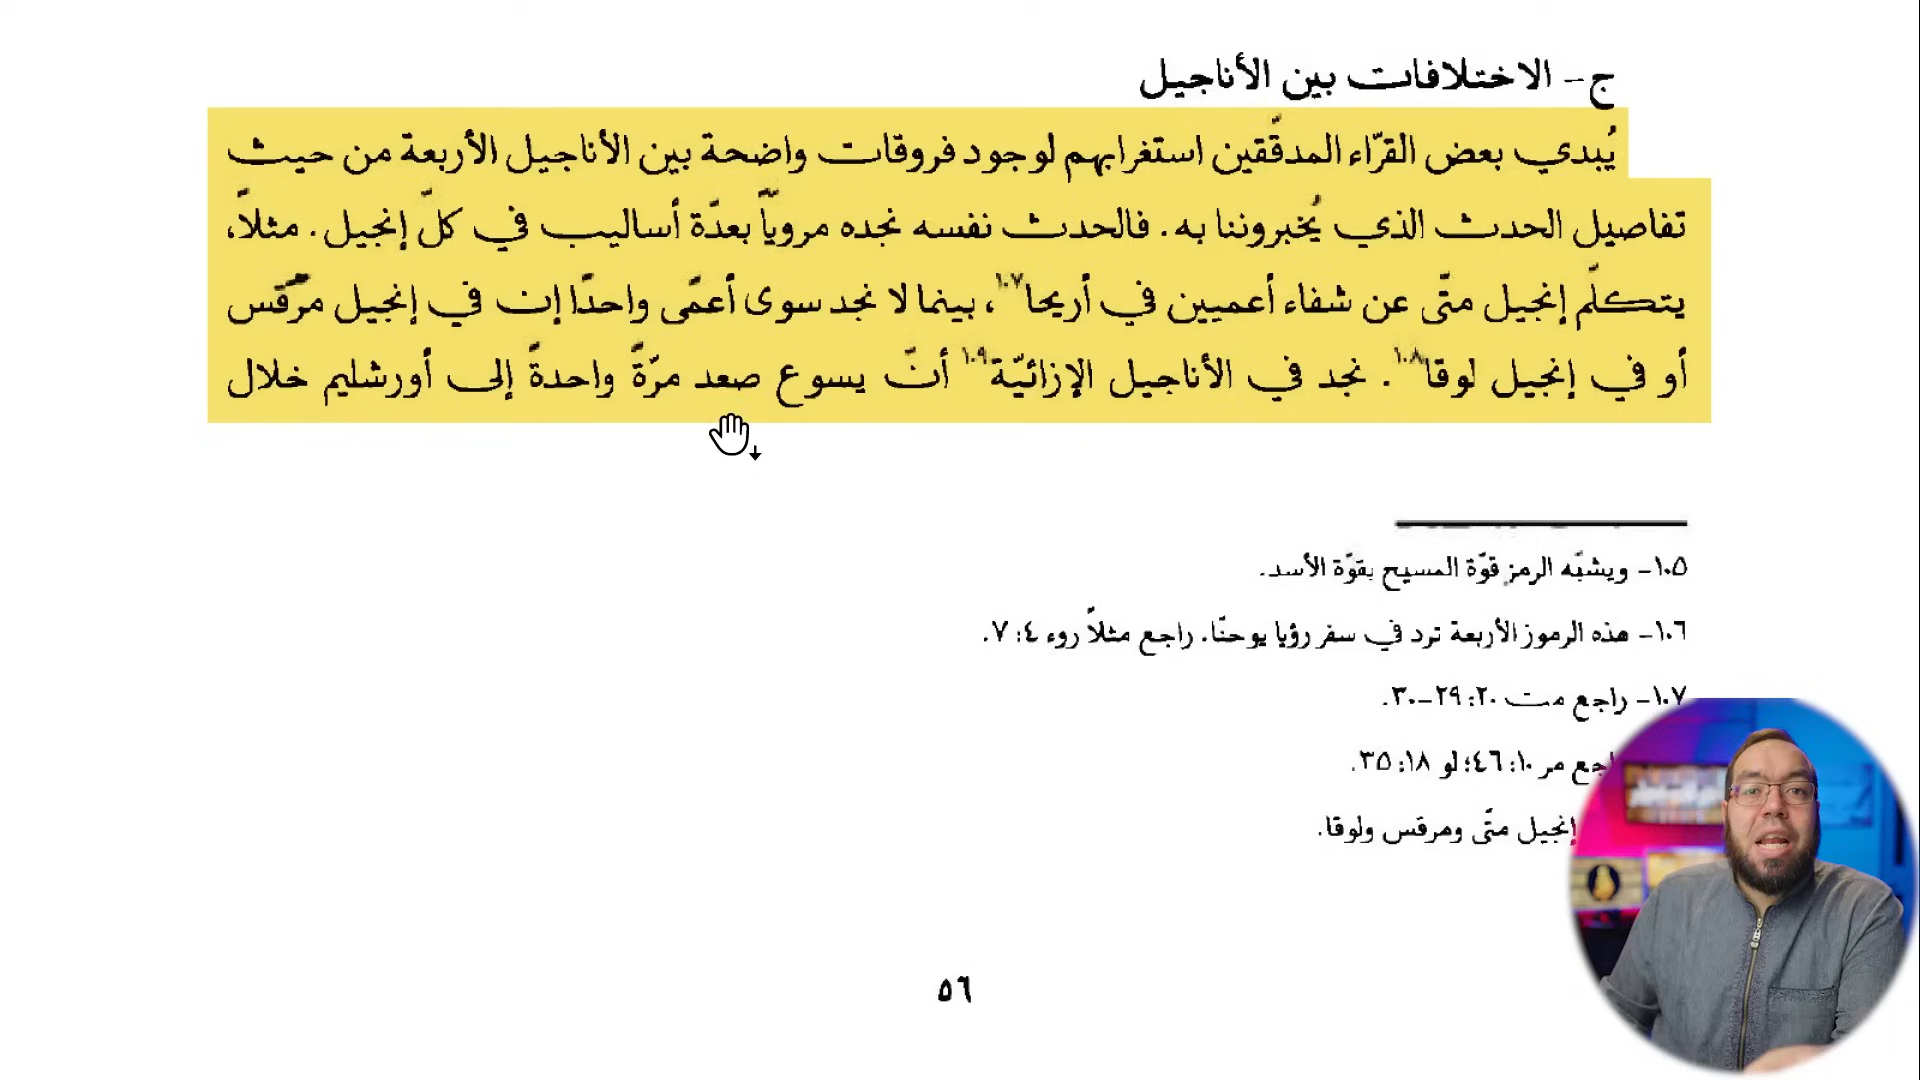 ج- الاختلافات بين الأناجيل
يُبدي بعض القرّاء المدقّقين استغرابهم لوجود فروقات واضحة بين الأناجيل الأربعة من حيث
تفاصيل الحدث الذي يُخبروننا به. فالحدث نفسه نجده مرويّاً بعدّة أساليب في كلّ إنجيل. مثلاً،
يتكلّم إنجيل متّى عن شفاء أعميين في أريحا١٠٧، بينما لا نجد سوى أعمًى واحدًا إن في إنجيل مرقس
أو في إنجيل لوقا١٠٨. نجد في الأناجيل الإزائيّة١٠٩ أنّ يسوع صعد مرّةً واحدةً إلى أورشليم خلال
١٠٥- ويشبّه الرمز قوّة المسيح بقوّة الأسد.
١٠٦- هذه الرموز الأربعة ترد في سفر رؤيا يوحنّا. راجع مثلاً روء ٤: ٧.
١٠٧- راجع مت ٢٠: ٢٩-٣٠.
راجع مر ١٠: ٤٦؛ لو ١٨: ٣٥.
إنجيل متّى ومرقس ولوقا.
٥٦